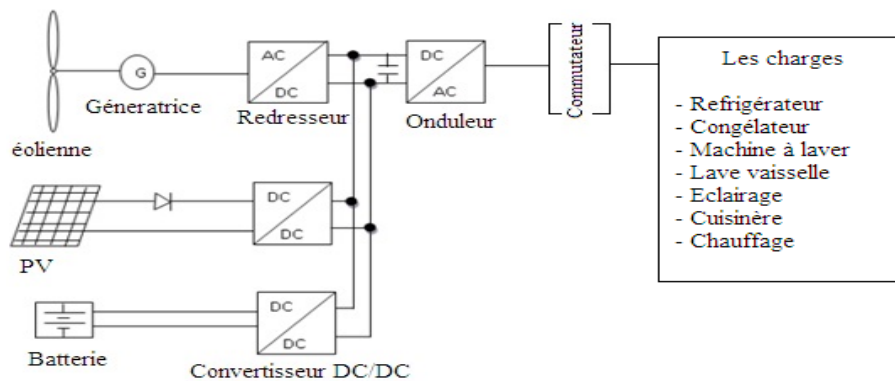 AC
DC
G
Géneratrice
Redresseur
éolienne
DC
AC
Onduleur
Commutateur
Les charges
- Refrigérateur
- Congélateur
- Machine à laver
- Lave vaisselle
- Eclairage
- Cuisinère
- Chauffage
DC
DC
PV
DC
DC
Batterie
Convertisseur DC/DC